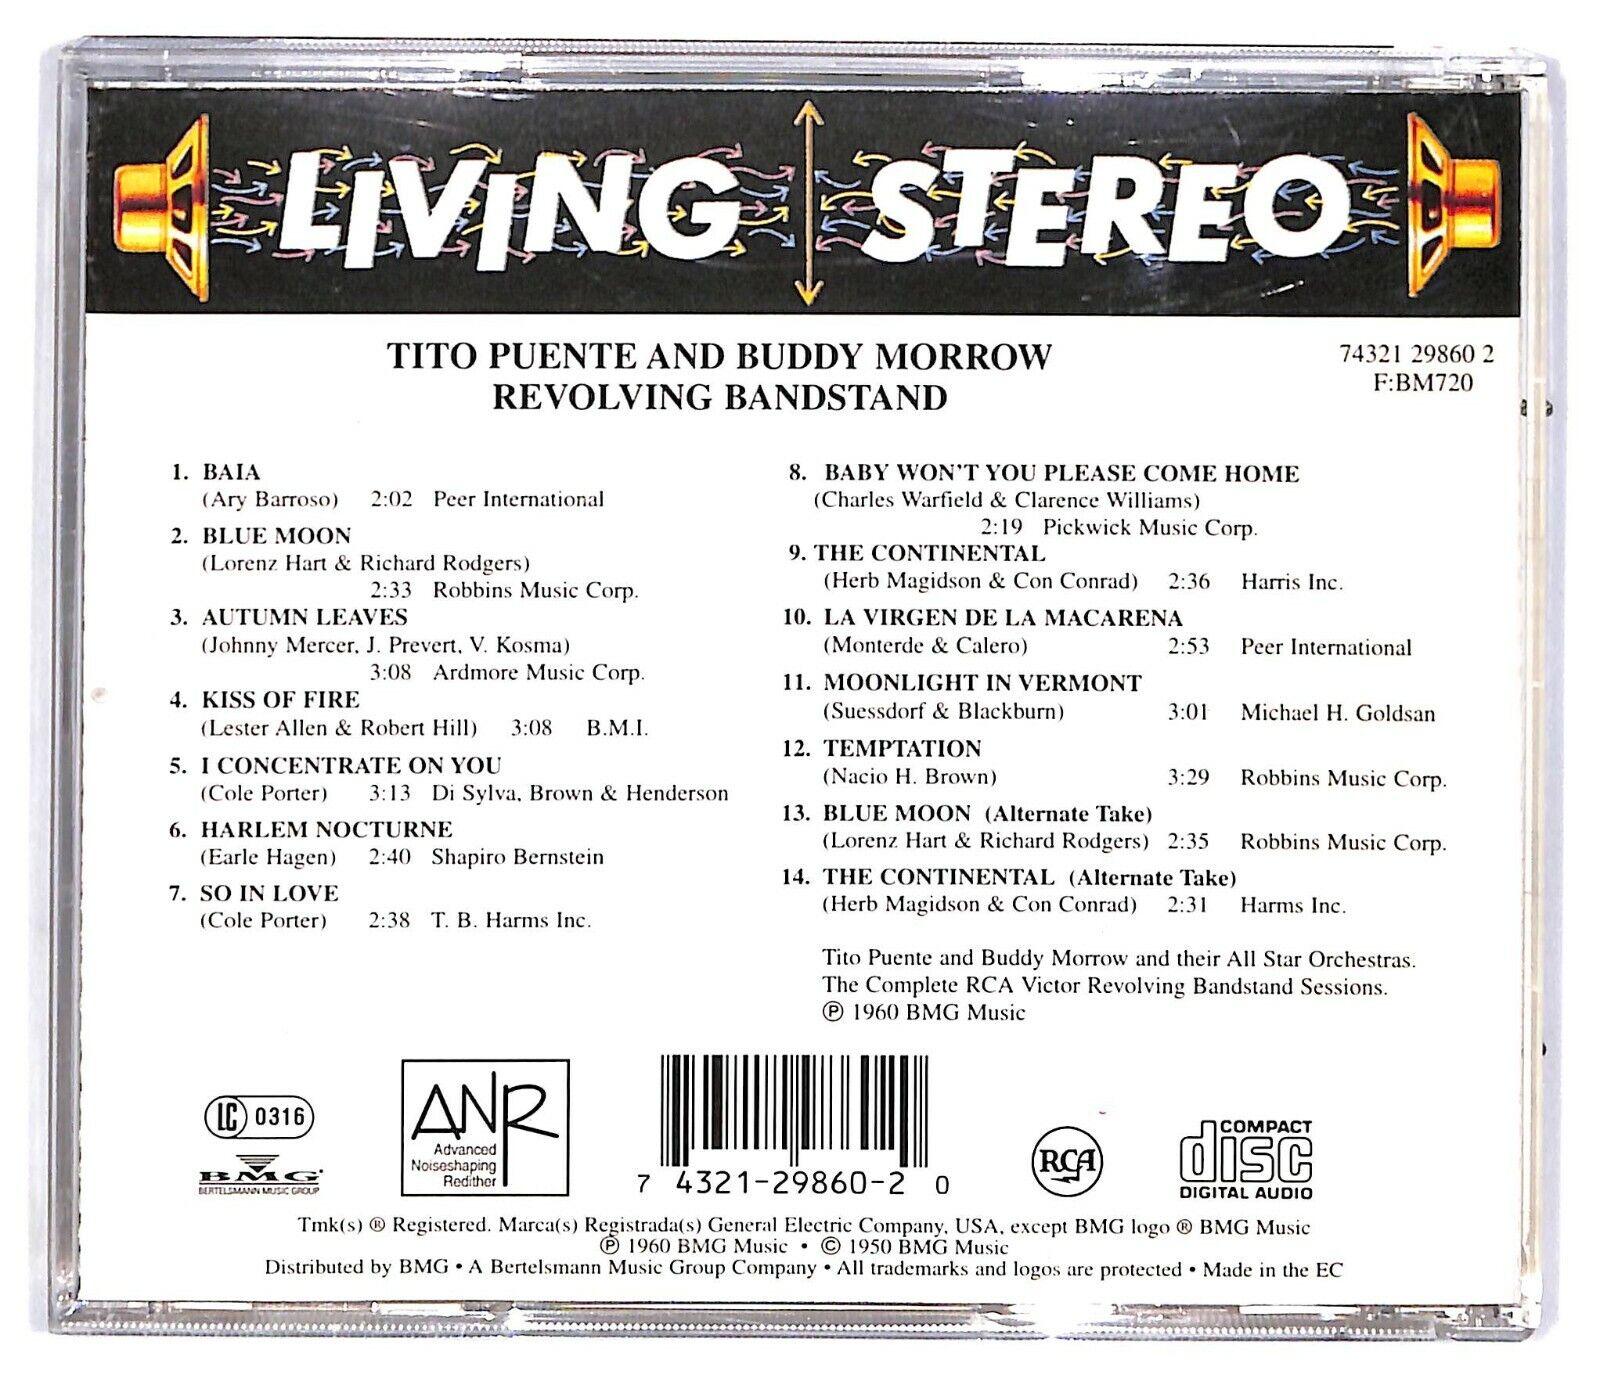 LIVING STEREO
TITO PUENTE AND BUDDY MORROW
REVOLVING BANDSTAND
74321 29860 2
F:BM720
1. BAIA
(Ary Barroso) 2:02 Peer International
2. BLUE MOON
(Lorenz Hart & Richard Rodgers)
2:33 Robbins Music Corp.
3. AUTUMN LEAVES
(Johnny Mercer, J. Prevert, V. Kosma)
3:08 Ardmore Music Corp.
4. KISS OF FIRE
(Lester Allen & Robert Hill) 3:08 B.M.I.
5. I CONCENTRATE ON YOU
(Cole Porter) 3:13 Di Sylva, Brown & Henderson
6. HARLEM NOCTURNE
(Earle Hagen) 2:40 Shapiro Bernstein
7. SO IN LOVE
(Cole Porter) 2:38 T. B. Harms Inc.
8. BABY WON'T YOU PLEASE COME HOME
(Charles Warfield & Clarence Williams)
2:19 Pickwick Music Corp.
9. THE CONTINENTAL
(Herb Magidson & Con Conrad) 2:36 Harris Inc.
10. LA VIRGEN DE LA MACARENA
(Monterde & Calero) 2:53 Peer International
11. MOONLIGHT IN VERMONT
(Suessdorf & Blackburn) 3:01 Michael H. Goldsan
12. TEMPTATION
(Nacio H. Brown) 3:29 Robbins Music Corp.
13. BLUE MOON (Alternate Take)
(Lorenz Hart & Richard Rodgers) 2:35 Robbins Music Corp.
14. THE CONTINENTAL (Alternate Take)
(Herb Magidson & Con Conrad) 2:31 Harms Inc.
Tito Puente and Buddy Morrow and their All Star Orchestras.
The Complete RCA Victor Revolving Bandstand Sessions.
℗ 1960 BMG Music
LC 0316
BMG
BERTELSMANN MUSIC GROUP
ANR
Advanced
Noiseshaping
Redither
7 4321-29860-2 0
RCA
COMPACT
disc
DIGITAL AUDIO
Tmk(s) ® Registered. Marca(s) Registrada(s) General Electric Company, USA, except BMG logo ® BMG Music
℗ 1960 BMG Music • © 1950 BMG Music
Distributed by BMG • A Bertelsmann Music Group Company • All trademarks and logos are protected • Made in the EC